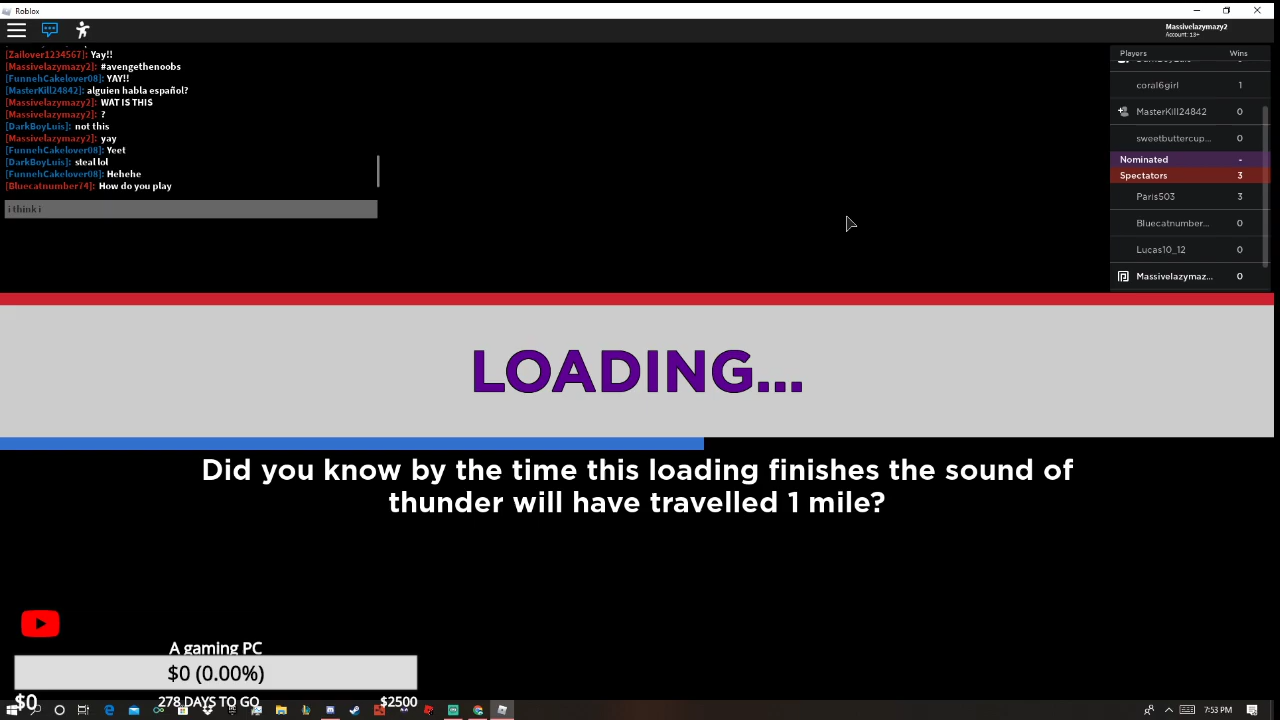 Roblox
Massivelazymazy2
Account: 13+
[Zailover1234567]: Yay!!
[Massivelazymazy2]: #avengethenoobs
[FunnehCakelover08]: YAY!!
[MasterKill24842]: alguien habla español?
[Massivelazymazy2]: WAT IS THIS
[Massivelazymazy2]: ?
[DarkBoyLuis]: not this
[Massivelazymazy2]: yay
[FunnehCakelover08]: Yeet
[DarkBoyLuis]: steal lol
[FunnehCakelover08]: Hehehe
[Bluecatnumber74]: How do you play
i think i
Players Wins
coral6girl 1
MasterKill24842 0
sweetbuttercup... 0
Nominated -
Spectators 3
Paris503 3
Bluecatnumber... 0
Lucas10_12 0
Massivelazymaz... 0
LOADING...
Did you know by the time this loading finishes the sound of
thunder will have travelled 1 mile?
A gaming PC
$0 (0.00%)
$0 278 DAYS TO GO $2500
7:53 PM